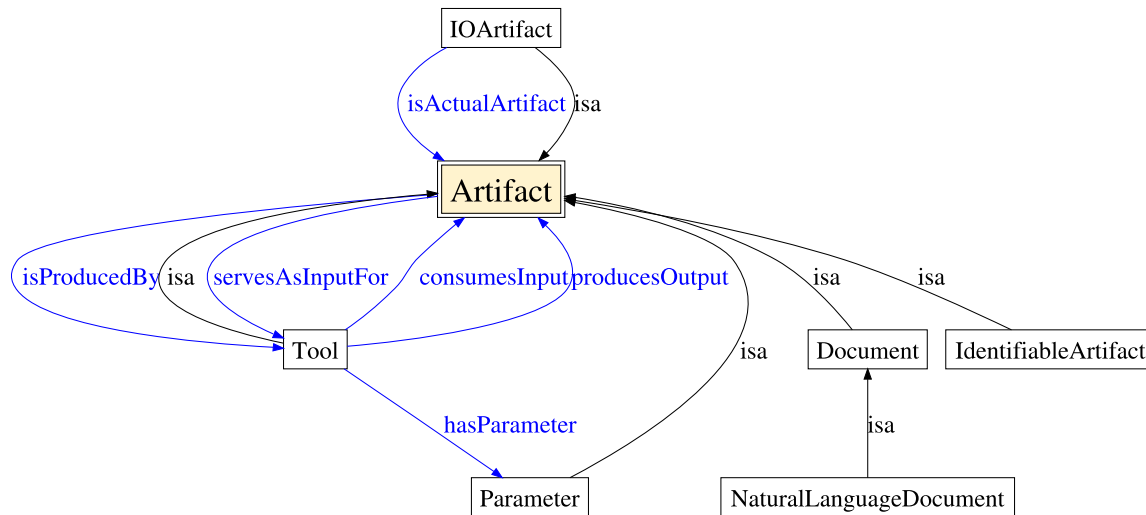 IOArtifact
isActualArtifact
isa
Artifact
isProducedBy
isa
servesAsInputFor
consumesInput
producesOutput
isa
isa
Tool
isa
Document
IdentifiableArtifact
hasParameter
isa
Parameter
NaturalLanguageDocument